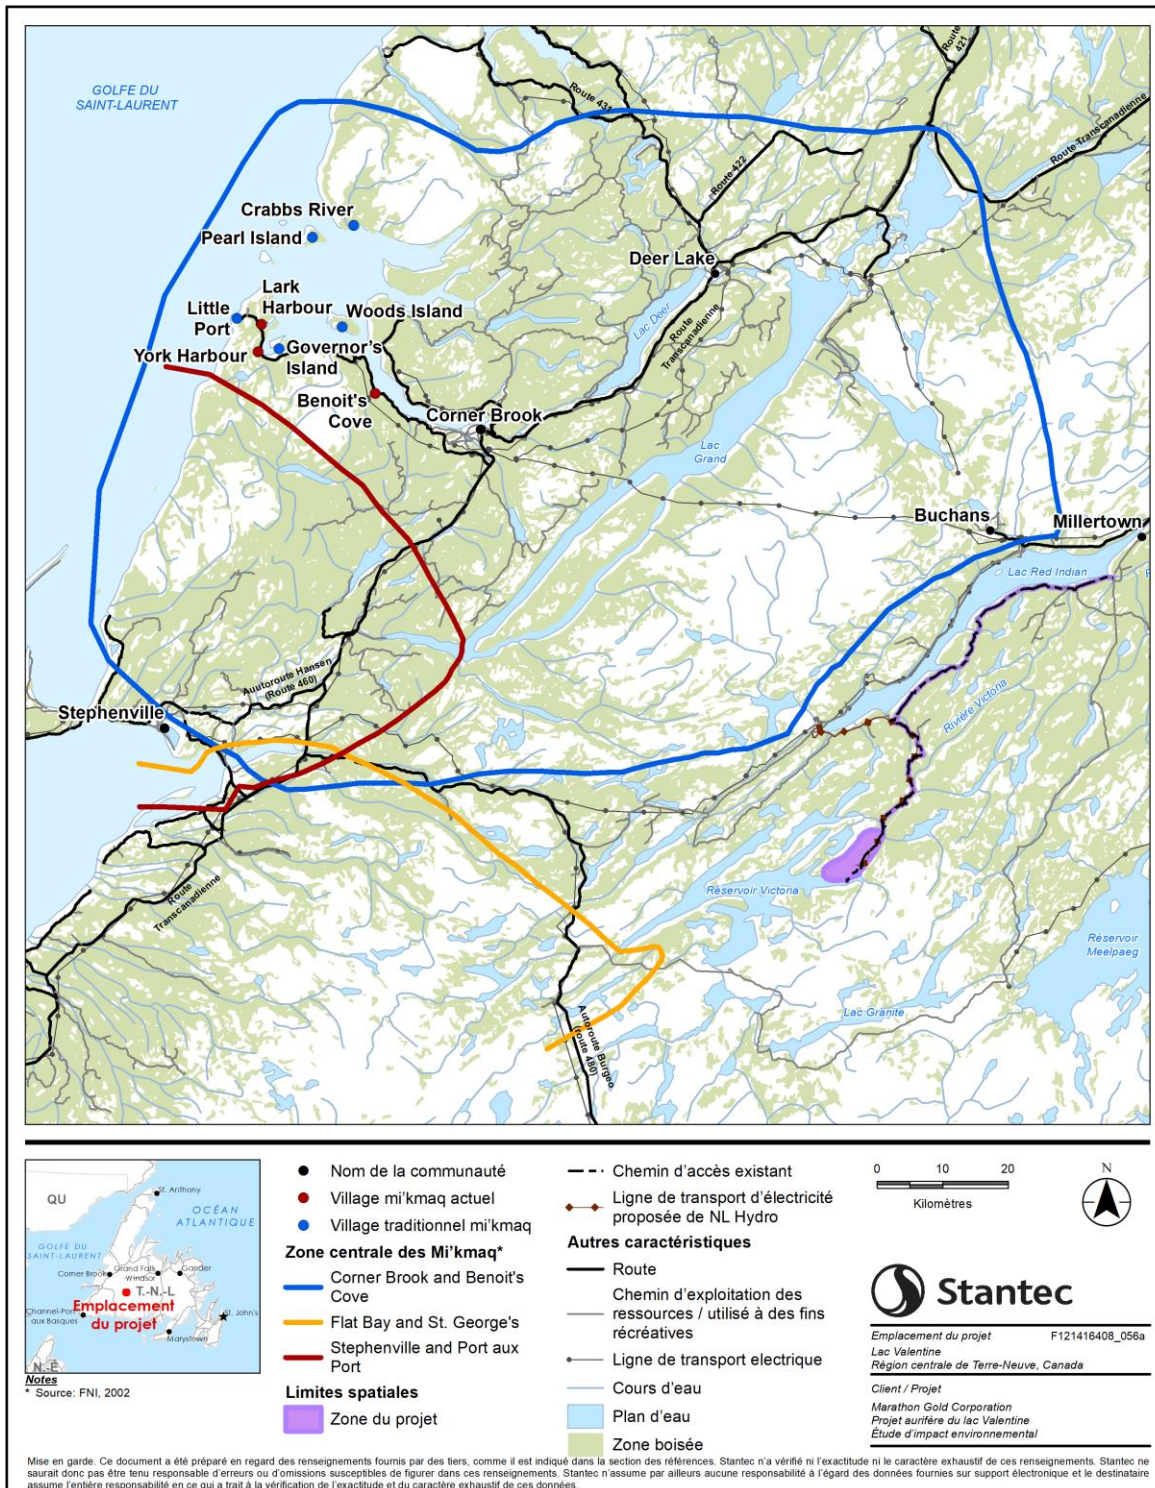 GOLFE DU
SAINT-LAURENT
Route 431
Route
421
Route-Transcanadienne
Route-422
Crabbs River
Pearl Island
Deer Lake
Lark
Harbour
Little
Port
Woods Island
Lac Deer
Route
Transcanadienne
York Harbour
Governor's
Island
Benoit's
Cove
Corner Brook
Lac
Grand
Buchans
Millertown
Lac Red Indian
Auutoroute Hansen
(Route 460)
Rivière Victoria
Stephenville
Route
Transcanadienne
Réservoir Victoria
Réservoir
Meelpaeg
Lac Granite
Autoroute Burgeo
(route 480)
QU
St. Anthony
OCÉAN
ATLANTIQUE
GOLFE DU
SAINT-LAURENT
Corner Brook
Grand Falls
-Windsor
Gander
T.-N.-L
Emplacement
du projet
St. John's
Channel-Port
aux Basques
Marystown
N.-É
Notes
* Source: FNI, 2002
Nom de la communauté
Village mi'kmaq actuel
Village traditionnel mi'kmaq
Zone centrale des Mi'kmaq*
Corner Brook and Benoit's
Cove
Flat Bay and St. George's
Stephenville and Port aux
Port
Limites spatiales
Zone du projet
Chemin d'accès existant
Ligne de transport d'électricité
proposée de NL Hydro
Autres caractéristiques
Route
Chemin d'exploitation des
ressources / utilisé à des fins
récréatives
Ligne de transport electrique
Cours d'eau
Plan d'eau
Zone boisée
0 10 20
Kilomètres
N
Stantec
Emplacement du projet F121416408_056a
Lac Valentine
Région centrale de Terre-Neuve, Canada
Client / Projet
Marathon Gold Corporation
Projet aurifère du lac Valentine
Étude d'impact environnemental
Mise en garde. Ce document a été préparé en regard des renseignements fournis par des tiers, comme il est indiqué dans la section des références. Stantec n'a vérifié ni l'exactitude ni le caractère exhaustif de ces renseignements. Stantec ne
saurait donc pas être tenu responsable d'erreurs ou d'omissions susceptibles de figurer dans ces renseignements. Stantec n'assume par ailleurs aucune responsabilité à l'égard des données fournies sur support électronique et le destinataire
assume l'entière responsabilité en ce qui a trait à la vérification de l'exactitude et du caractère exhaustif de ces données.